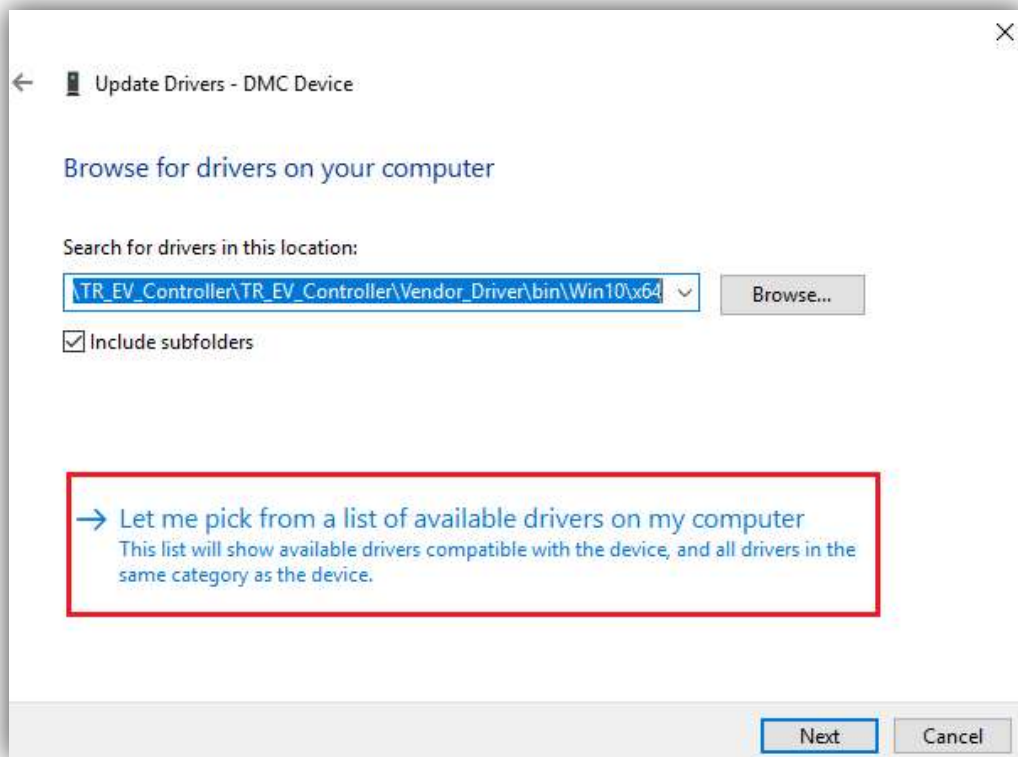 Update Drivers - DMC Device
Browse for drivers on your computer
Search for drivers in this location:
\TR_EV_Controller\TR_EV_Controller\Vendor_Driver\bin\Win10\x64
Browse...
Include subfolders
Let me pick from a list of available drivers on my computer
This list will show available drivers compatible with the device, and all drivers in the
same category as the device.
Next
Cancel